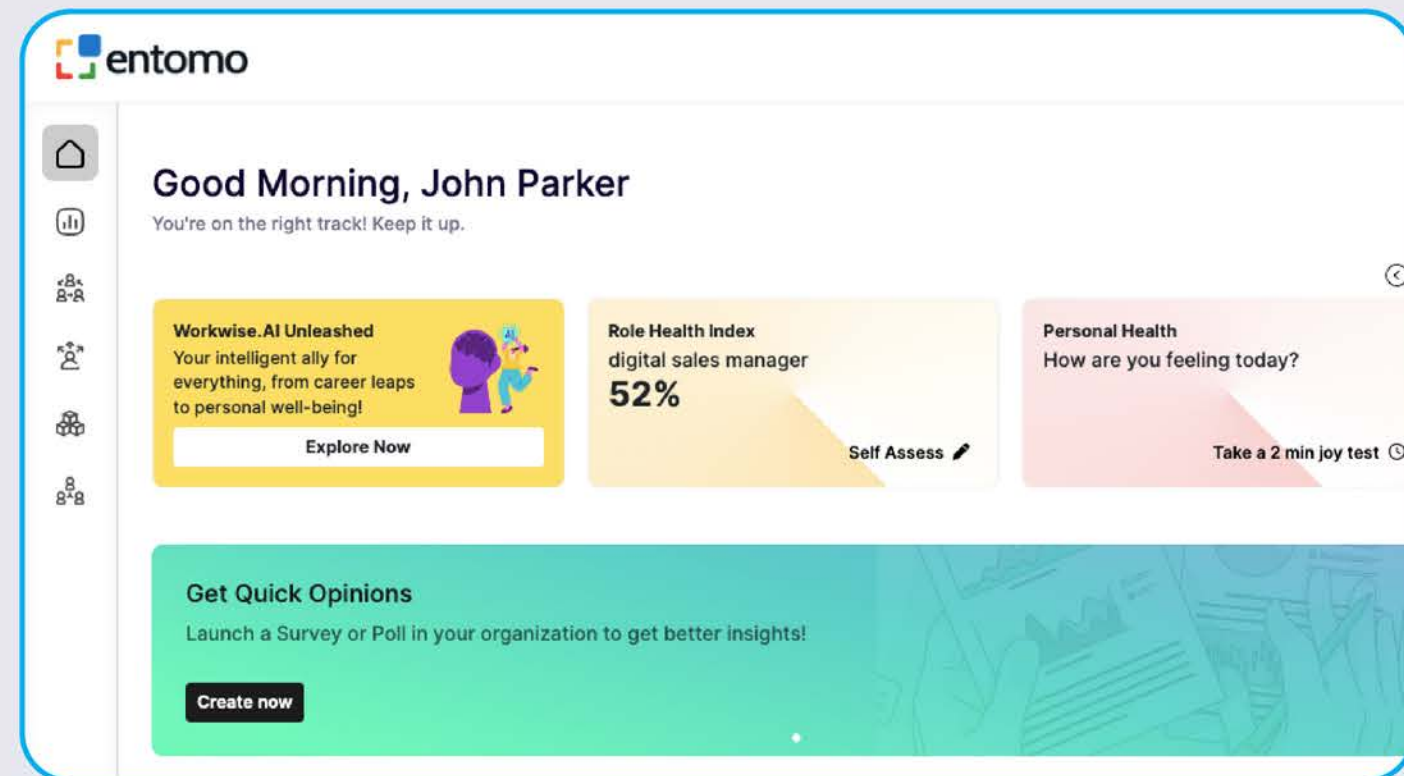 entomo
Good Morning, John Parker
You're on the right track! Keep it up.
Workwise.AI Unleashed
Your intelligent ally for
everything, from career leaps
to personal well-being!
AI
Explore Now
Role Health Index
digital sales manager
52%
Self Assess
Personal Health
How are you feeling today?
Take a 2 min joy test
Get Quick Opinions
Launch a Survey or Poll in your organization to get better insights!
Create now